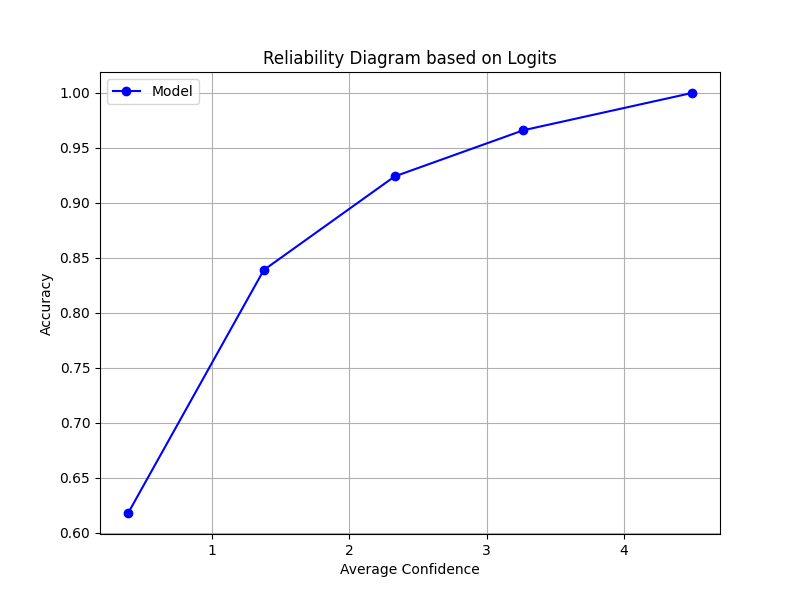 Reliability Diagram based on Logits
Model
1.00
0.95
0.90
0.85
0.80
0.75
0.70
0.65
0.60
Accuracy
1 2 3 4
Average Confidence